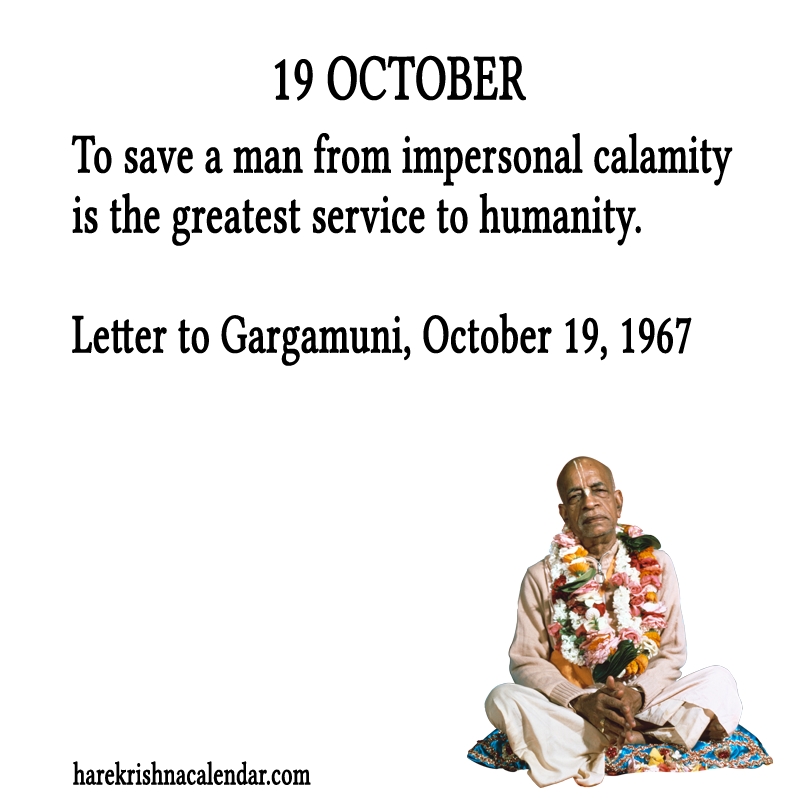 19 OCTOBER
To save a man from impersonal calamity
is the greatest service to humanity.
Letter to Gargamuni, October 19, 1967
harekrishnacalendar.com